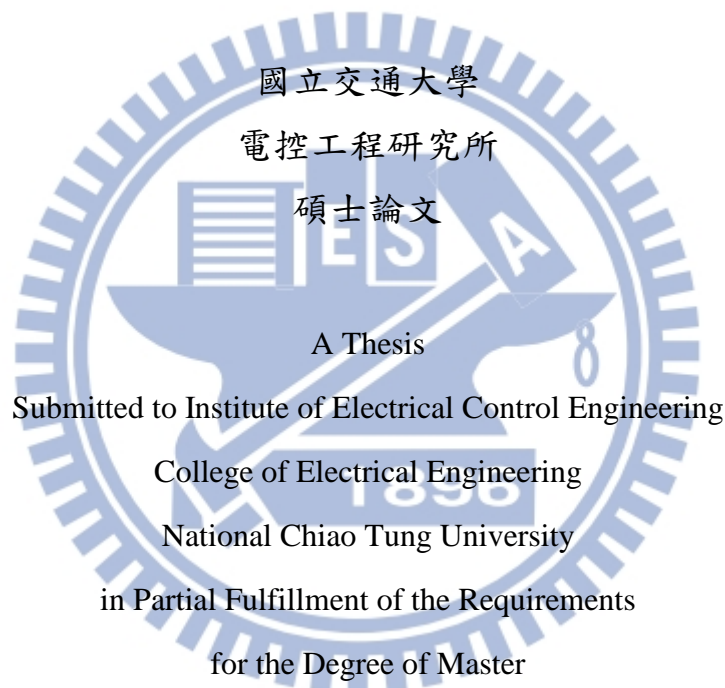 國立交通大學
電控工程研究所
碩士論文
E S A
8
A Thesis
Submitted to Institute of Electrical Control Engineering
College of Electrical Engineering
1896
National Chiao Tung University
in Partial Fulfillment of the Requirements
for the Degree of Master